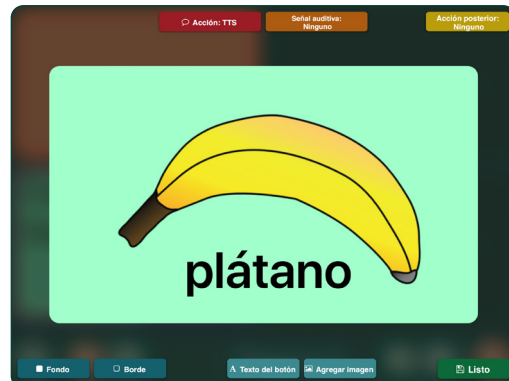 Acción: TTS
Señal auditiva:
Ninguno
Acción posterior:
Ninguno
plátano
Fondo
Borde
A Texto del botón
Agregar imagen
Listo